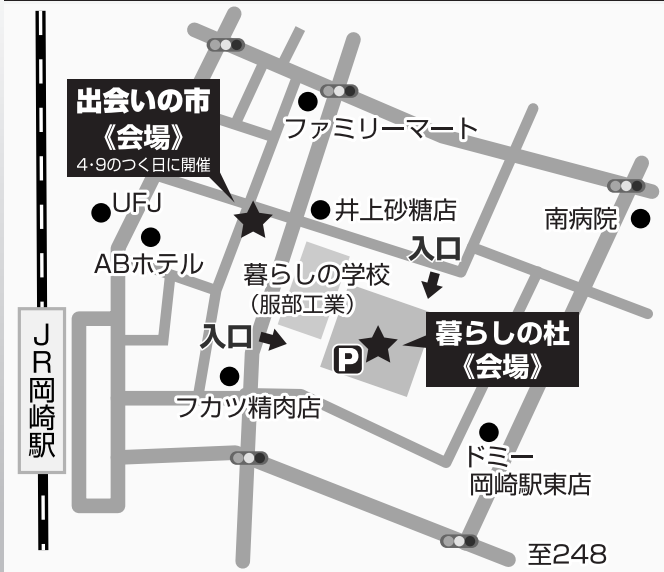 出会いの市
《会場》
4・9のつく日に開催
ファミリーマート
UFJ
井上砂糖店
南病院
ABホテル
入口
暮らしの学校
(服部工業)
入口
暮らしの杜
《会場》
P
JR岡崎駅
フカツ精肉店
ドミー
岡崎駅東店
至248